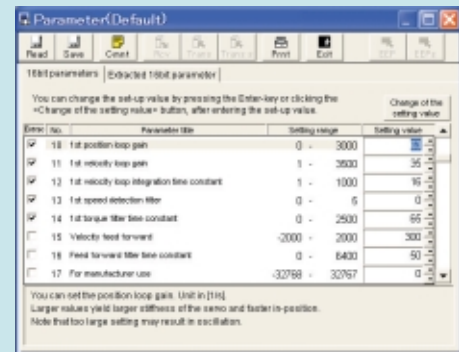 Parameter(Default)
Read Save Cmnt Rcv Trans Trans s Print Exit EEP EEPs
16bit parameters Extracted 16bit parameter
You can change the set-up value by pressing the Enter-key or clicking the
«Change of the setting value» button, after entering the set-up value.
Change of the
setting value
No. Parameter title Setting range Setting value
10 1st position loop gain 0 - 3000
11 1st velocity loop gain 1 - 3500 35
12 1st velocity loop integration time constant 1 - 1000 16
13 1st speed detection filter 0 - 5 0
14 1st torque filter time constant 0 - 2500 65
15 Velocity feed forward -2000 - 2000 300
16 Feed forward filter time constant 0 - 6400 50
17 For manufacturer use -32768 - 32767 0
You can set the position loop gain. Unit in [1/s].
Larger values yield larger stiffness of the servo and faster in-position.
Note that too large setting may result in oscillation.